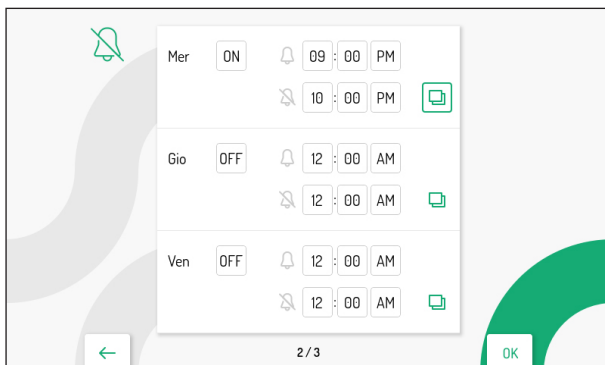 Mer ON 09 : 00 PM
10 : 00 PM
Gio OFF 12 : 00 AM
12 : 00 AM
Ven OFF 12 : 00 AM
12 : 00 AM
2/3 OK